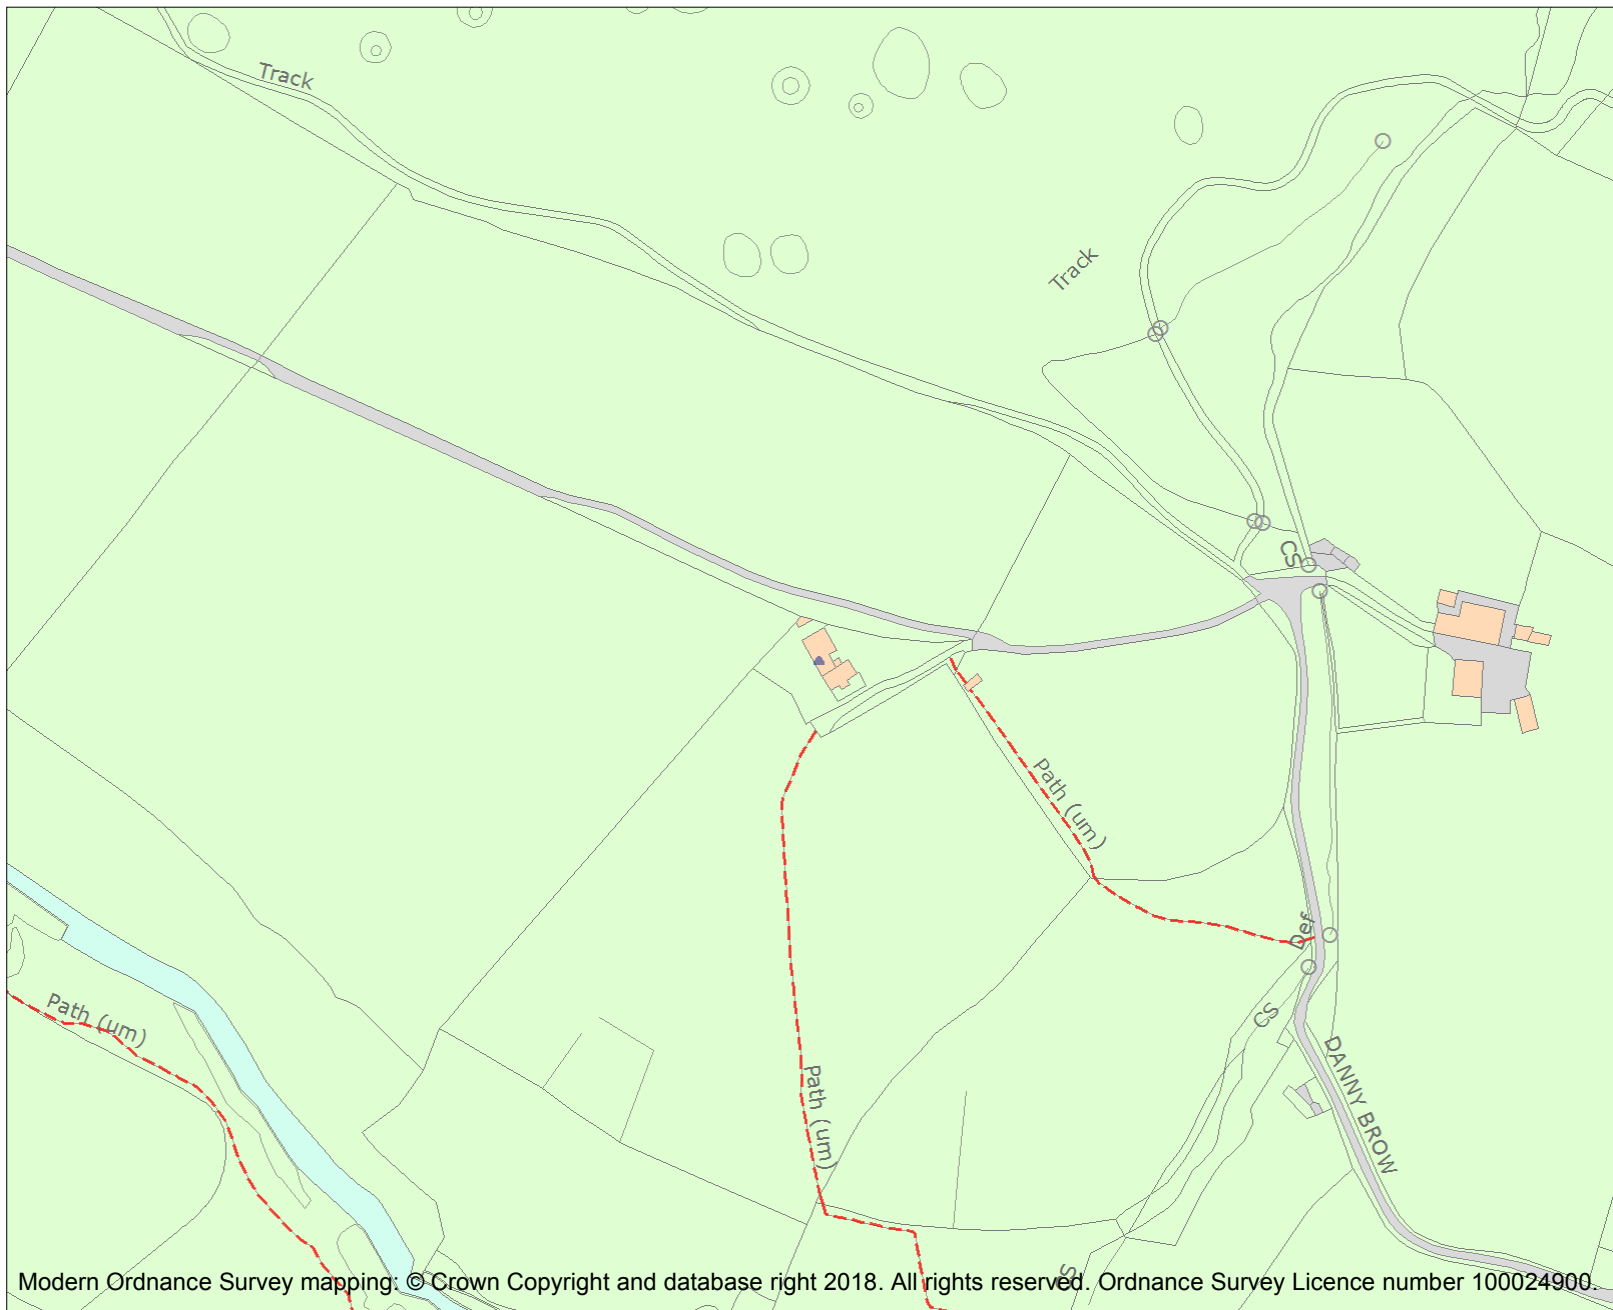 Track
Track
CS
Path (um)
Def
Path (um)
CS
DANNY BROW
Path (um)
CS
Modern Ordnance Survey mapping: © Crown Copyright and database right 2018. All rights reserved. Ordnance Survey Licence number 100024900.